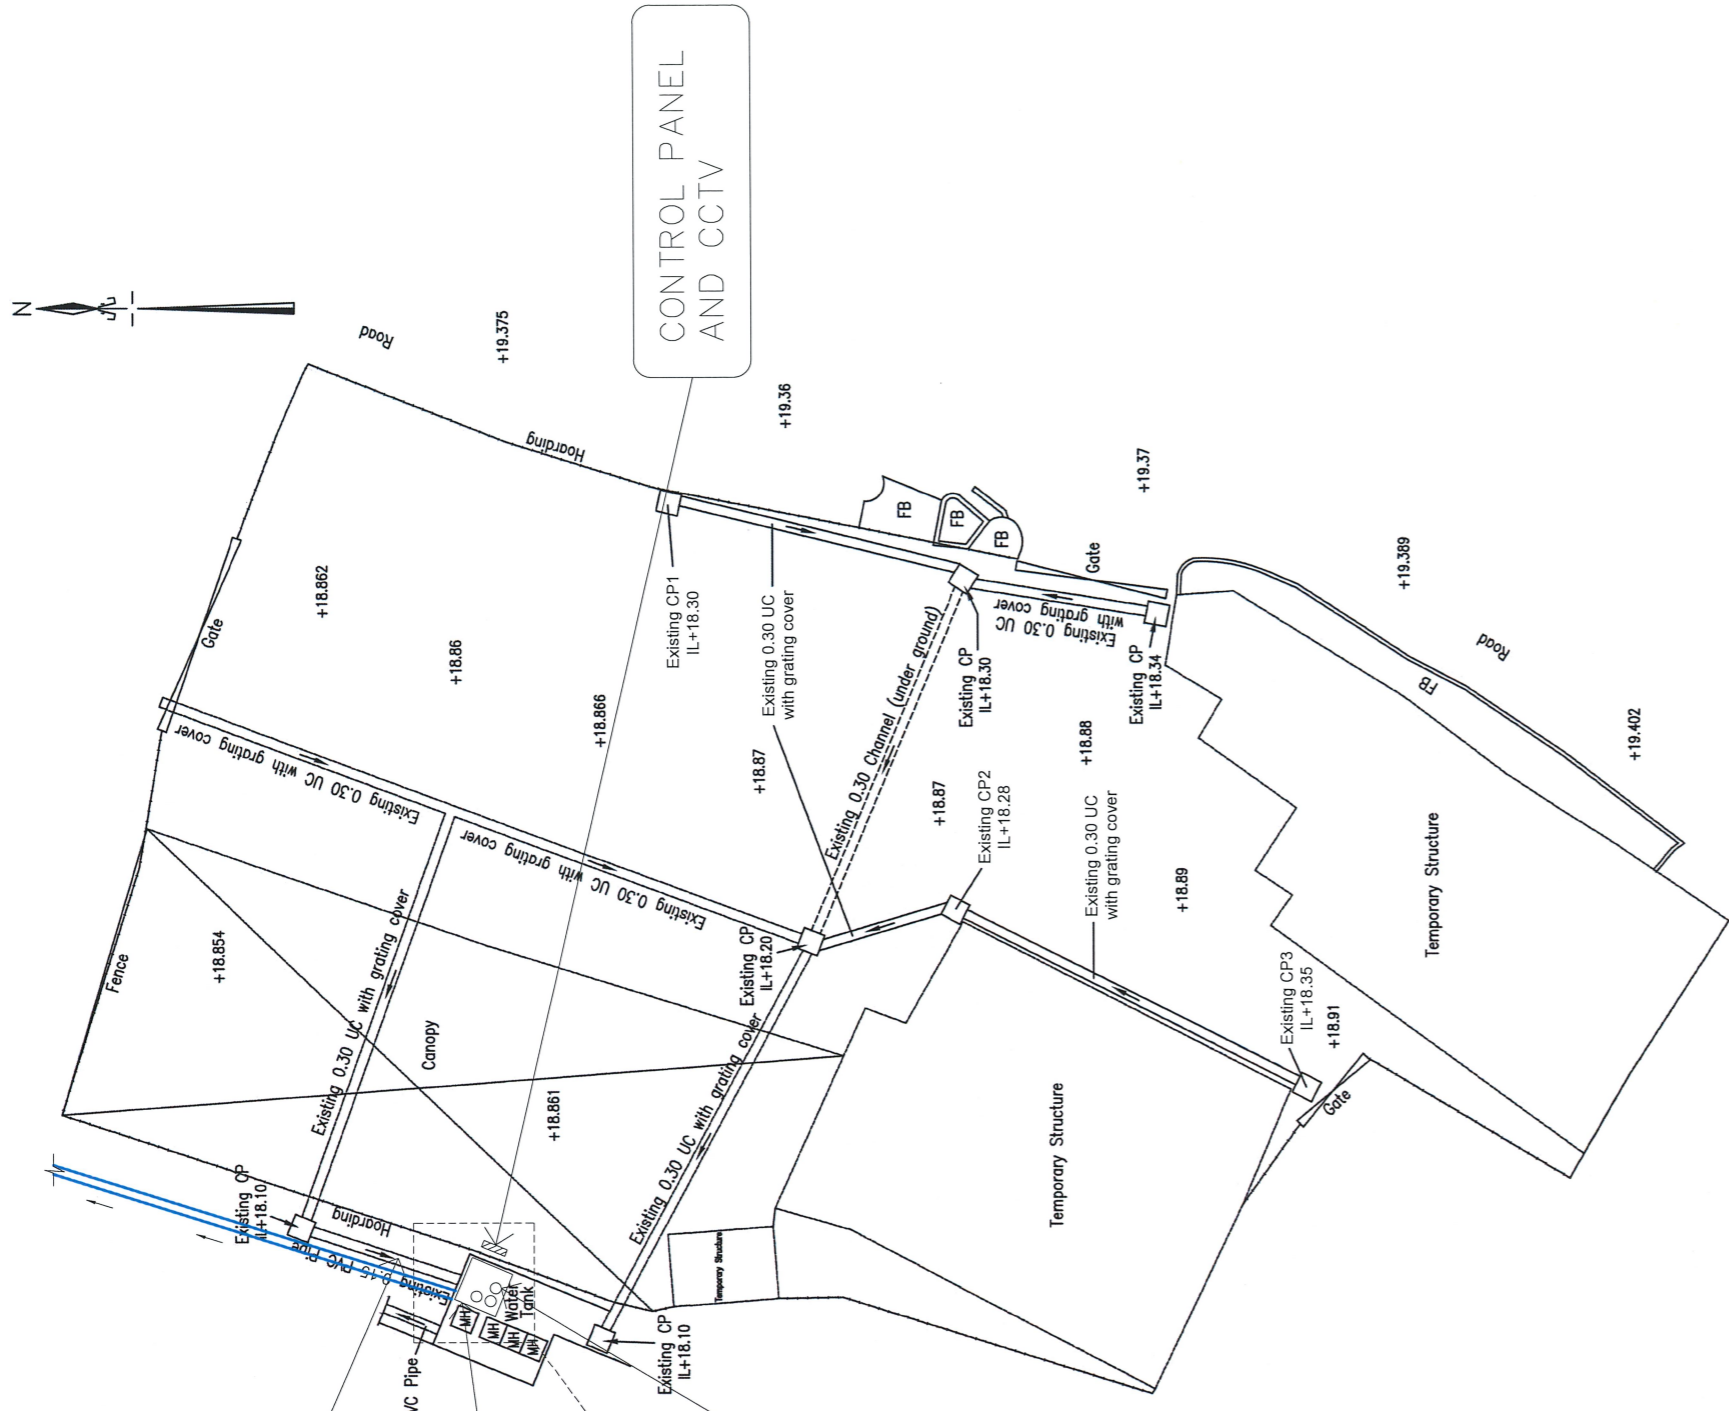 N
CONTROL PANEL
AND CCTV
Road
+19.375
Hoarding
+19.36
Gate
+18.862
+18.86
Existing CP1
IL+18.30
+18.866
Existing 0.30 UC
with grating cover
FB
FB
FB
Gate
+19.37
Existing 0.30 UC with grating cover
Fence
+18.854
Existing 0.30 UC with grating cover
+18.87
Existing 0.30 Channel (under ground)
Existing 0.30 UC
with grating cover
Existing CP
IL+18.30
Existing CP
IL+18.34
+19.389
Road
FB
+19.402
Existing 0.30 UC with grating cover
Canopy
+18.861
Existing CP
IL+18.20
+18.87
+18.88
Existing CP2
IL+18.28
Existing 0.30 UC
with grating cover
+18.89
Temporary Structure
Existing 0.30 UC with grating cover
Existing CP3
IL+18.35
+18.91
Gate
Temporary Structure
Existing CP
IL+18.10
Hoarding
Existing 0.15 PVC Pipe
Water
Tank
MH
MH
MH
MH
VC Pipe
Temporary Structure
Existing CP
IL+18.10